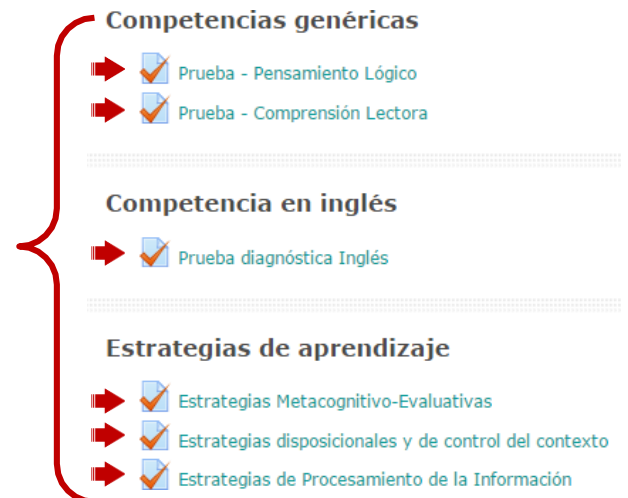 Competencias genéricas
Prueba - Pensamiento Lógico
Prueba - Comprensión Lectora
Competencia en inglés
Prueba diagnóstica Inglés
Estrategias de aprendizaje
Estrategias Metacognitivo-Evaluativas
Estrategias disposicionales y de control del contexto
Estrategias de Procesamiento de la Información